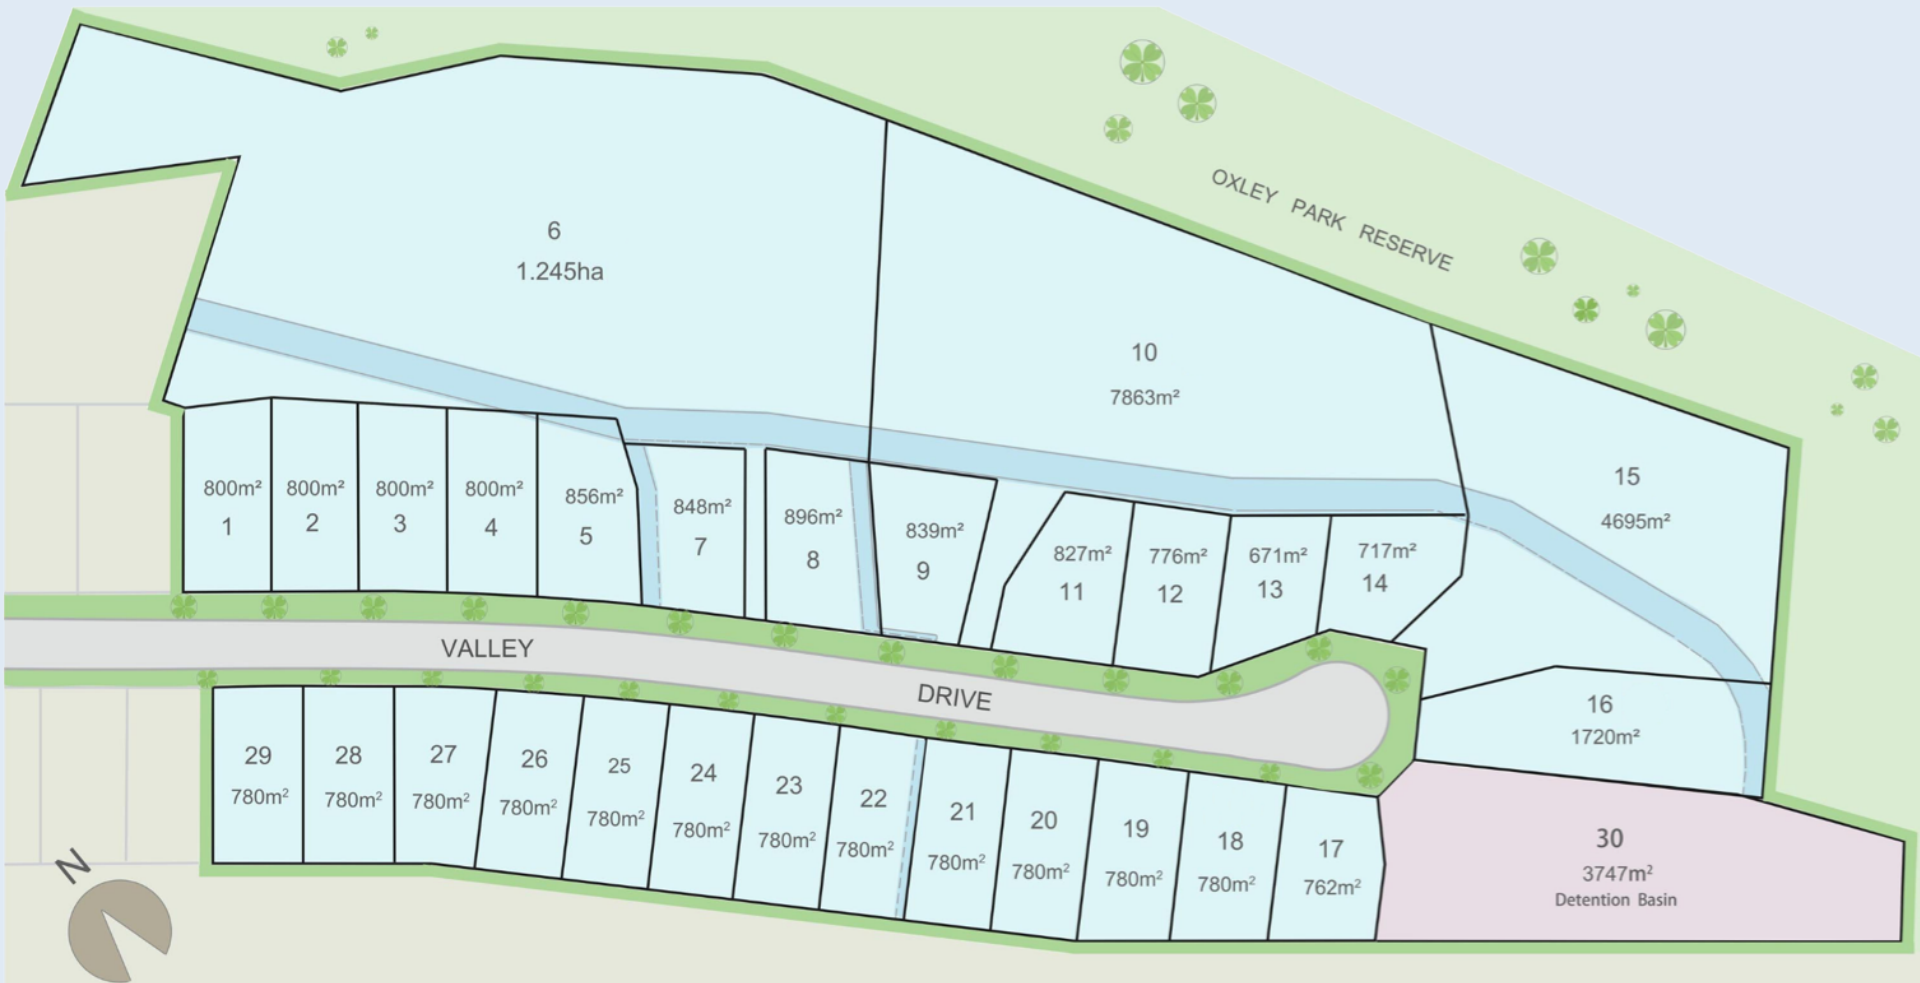 OXLEY PARK RESERVE
6
1.245ha
10
7863m²
15
4695m²
800m²
1
800m²
2
800m²
3
800m²
4
856m²
5
848m²
7
896m²
8
839m²
9
827m²
11
776m²
12
671m²
13
717m²
14
VALLEY DRIVE
16
1720m²
29
780m²
28
780m²
27
780m²
26
780m²
25
780m²
24
780m²
23
780m²
22
780m²
21
780m²
20
780m²
19
780m²
18
780m²
17
762m²
30
3747m²
Detention Basin
N